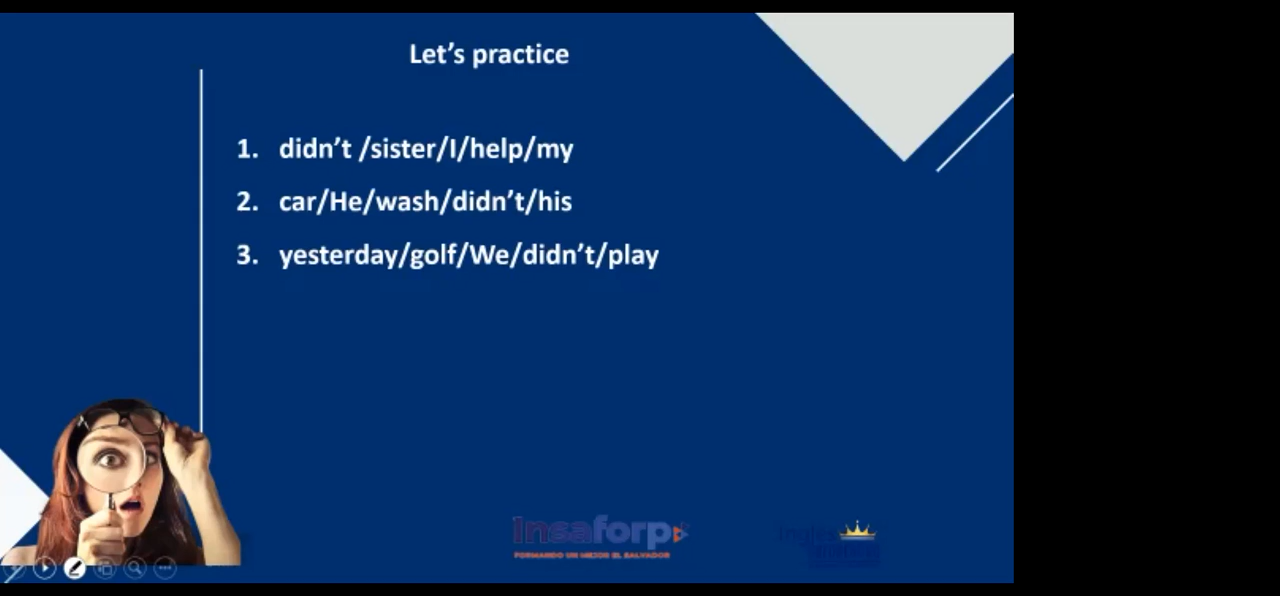 Let's practice
1. didn't /sister/I/help/my
2. car/He/wash/didn't/his
3. yesterday/golf/We/didn't/play
Insaforp
FORMANDO UN MEJOR EL SALVADOR